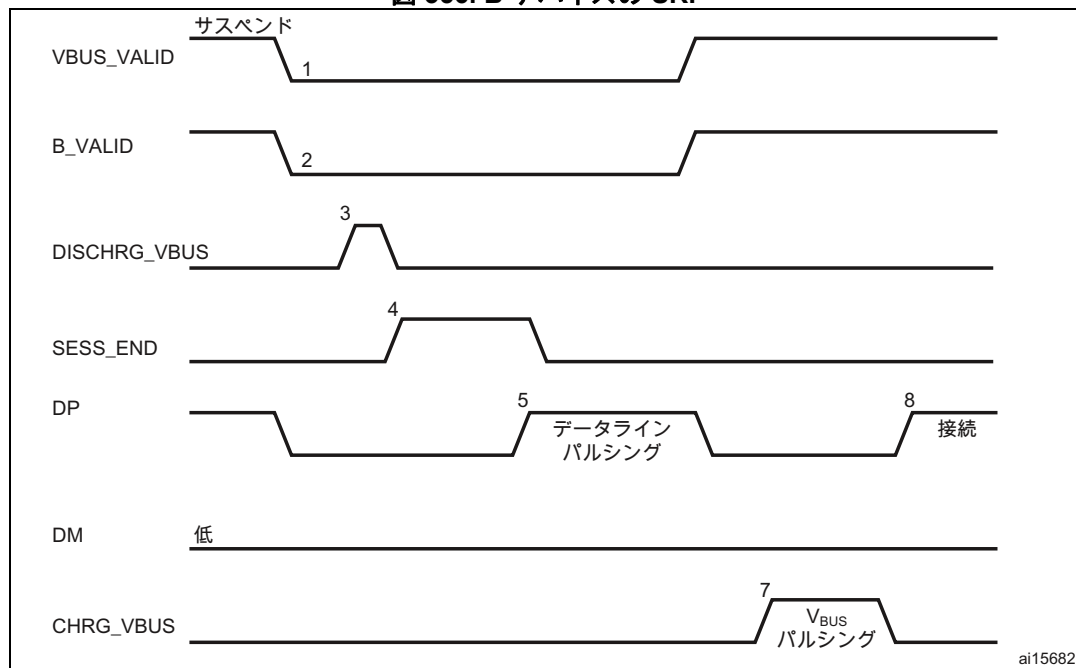 サスペンド
VBUS_VALID
1
B_VALID
2
3
DISCHRG_VBUS
4
SESS_END
DP
5
データライン
パルシング
8
接続
DM
低
7
CHRG_VBUS
VBUS
パルシング
ai15682